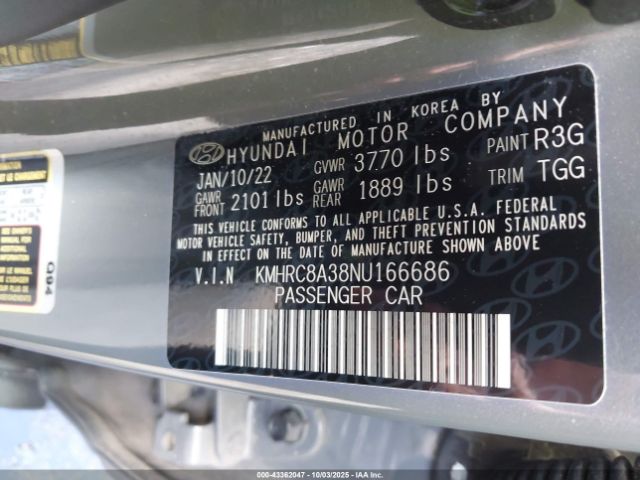 MANUFACTURED IN KOREA BY
HYUNDAI MOTOR COMPANY
JAN/10/22 GVWR 3770 lbs PAINT R3G
GAWR FRONT 2101 lbs GAWR REAR 1889 lbs TRIM TGG
THIS VEHICLE CONFORMS TO ALL APPLICABLE U.S.A. FEDERAL
MOTOR VEHICLE SAFETY, BUMPER, AND THEFT PREVENTION STANDARDS
IN EFFECT ON THE DATE OF MANUFACTURE SHOWN ABOVE.
V.I.N KMHRC8A38NU166686
PASSENGER CAR
G94
000-43362047 - 10/03/2025 - Copyright © IAA Inc.